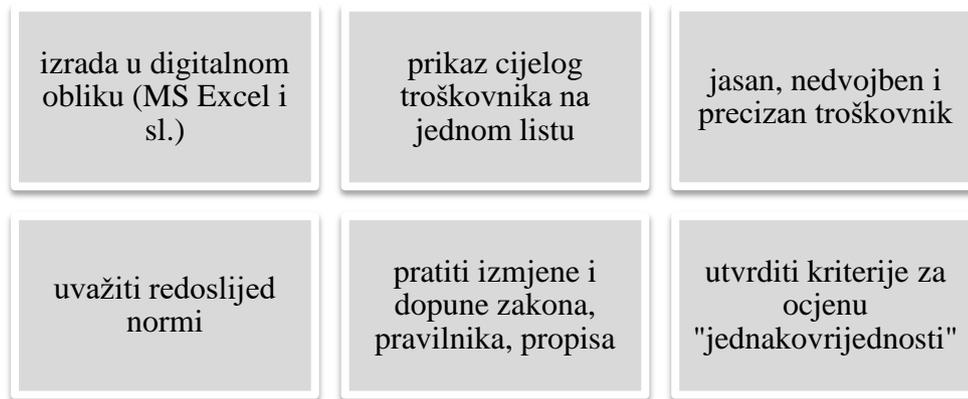 izrada u digitalnom
obliku (MS Excel i
sl.)
prikaz cijelog
troškovnika na
jednom listu
jasan, nedvojben i
precizan troškovnik
uvažiti redoslijed
normi
pratiti izmjene i
dopune zakona,
pravilnika, propisa
utvrditi kriterije za
ocjenu
"jednakovrijednosti"